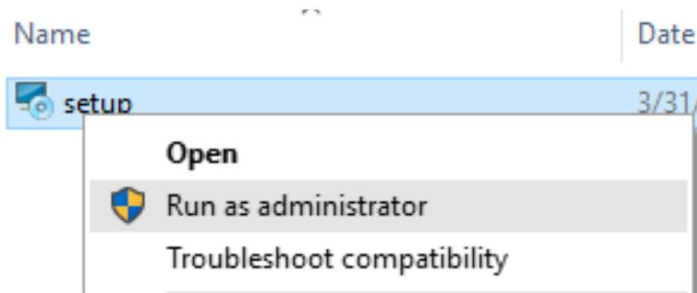 Name Date
setup 3/31/
Open
Run as administrator
Troubleshoot compatibility